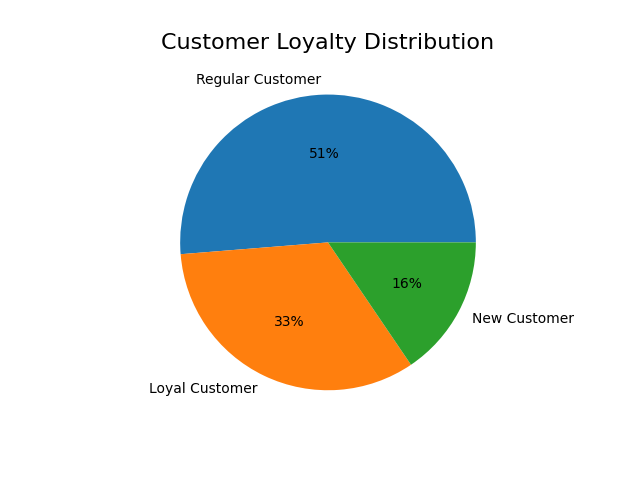 Customer Loyalty Distribution
Regular Customer
51%
16%
33%
New Customer
Loyal Customer